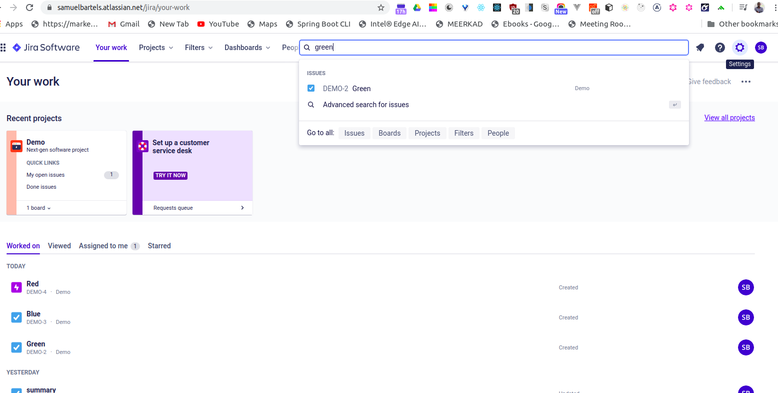 samuelbartels.atlassian.net/jira/your-work
Apps https://marke... Gmail New Tab YouTube Maps Spring Boot CLI Intel® Edge AI... MEERKAD Ebooks - Goog... Meeting Roo... Other bookmarks
Jira Software Your work Projects Filters Dashboards Peop green SB
Settings
Your work Give feedback
ISSUES
DEMO-2 Green Demo
Advanced search for issues
Go to all: Issues Boards Projects Filters People
Recent projects View all projects
Demo
Next-gen software project
QUICK LINKS
My open issues 1
Done issues
1 board
Set up a customer
service desk
TRY IT NOW
Requests queue
Worked on Viewed Assigned to me 1 Starred
TODAY
Red
DEMO-4 · Demo Created SB
Blue
DEMO-3 · Demo Created SB
Green
DEMO-2 · Demo Created SB
YESTERDAY
summary